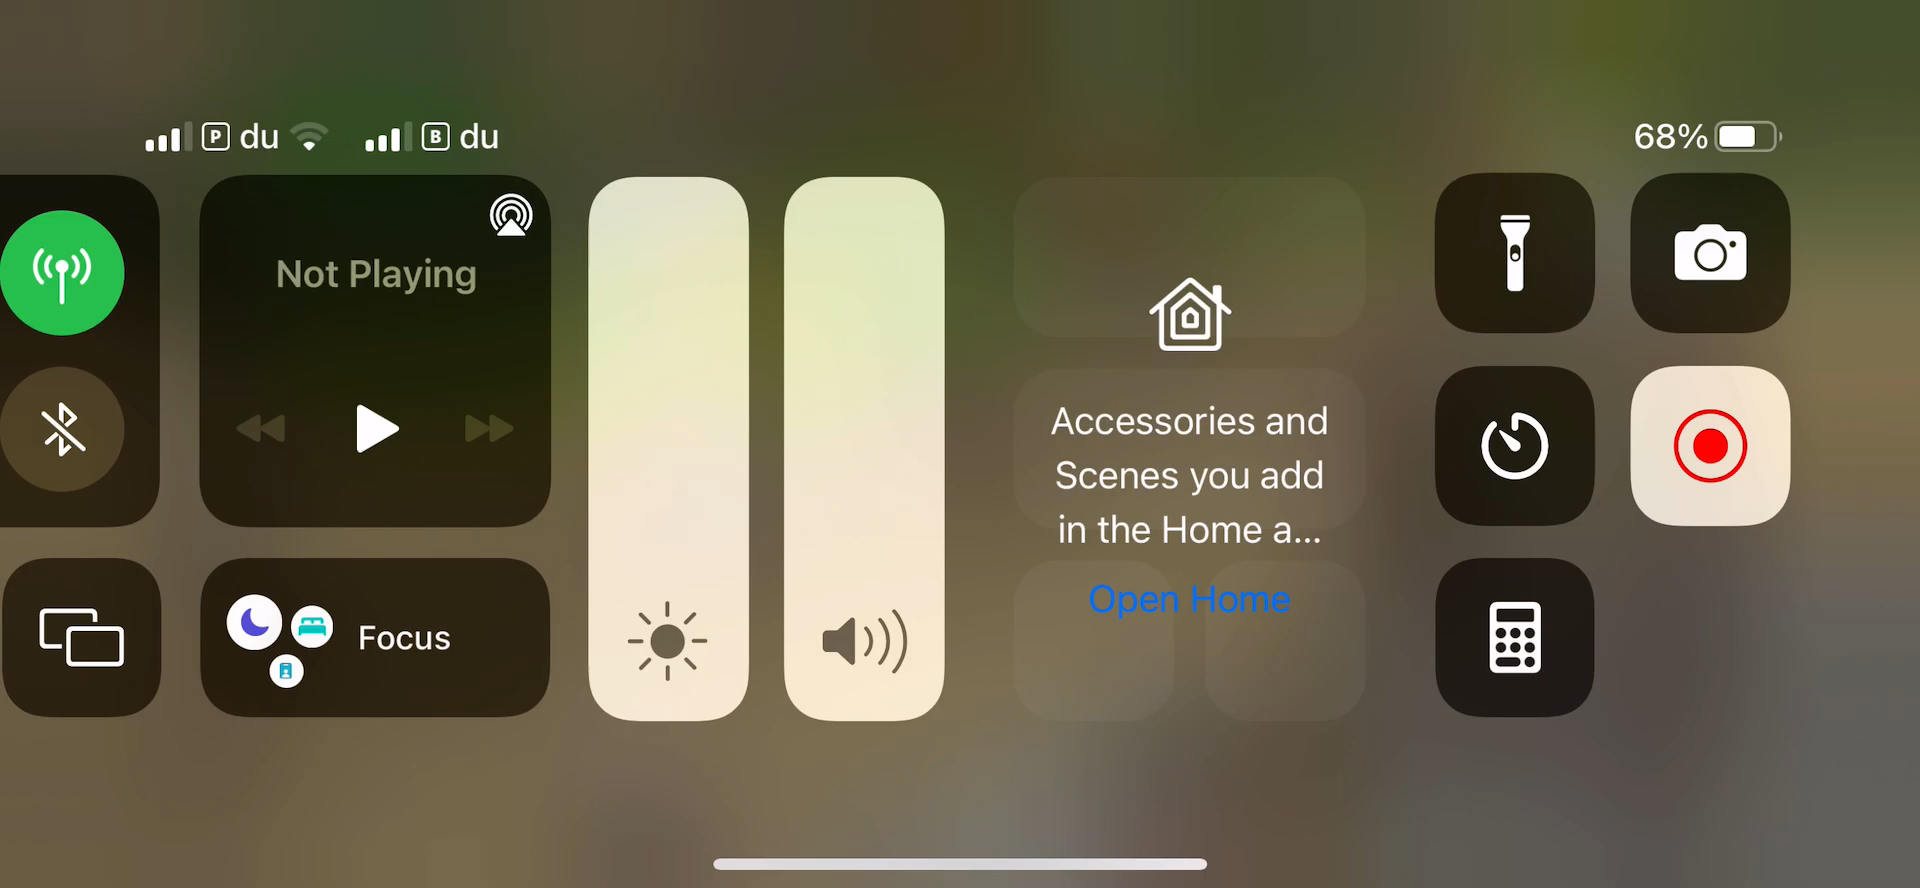 P du B du 68%
Not Playing
Accessories and
Scenes you add
in the Home a...
Open Home
Focus